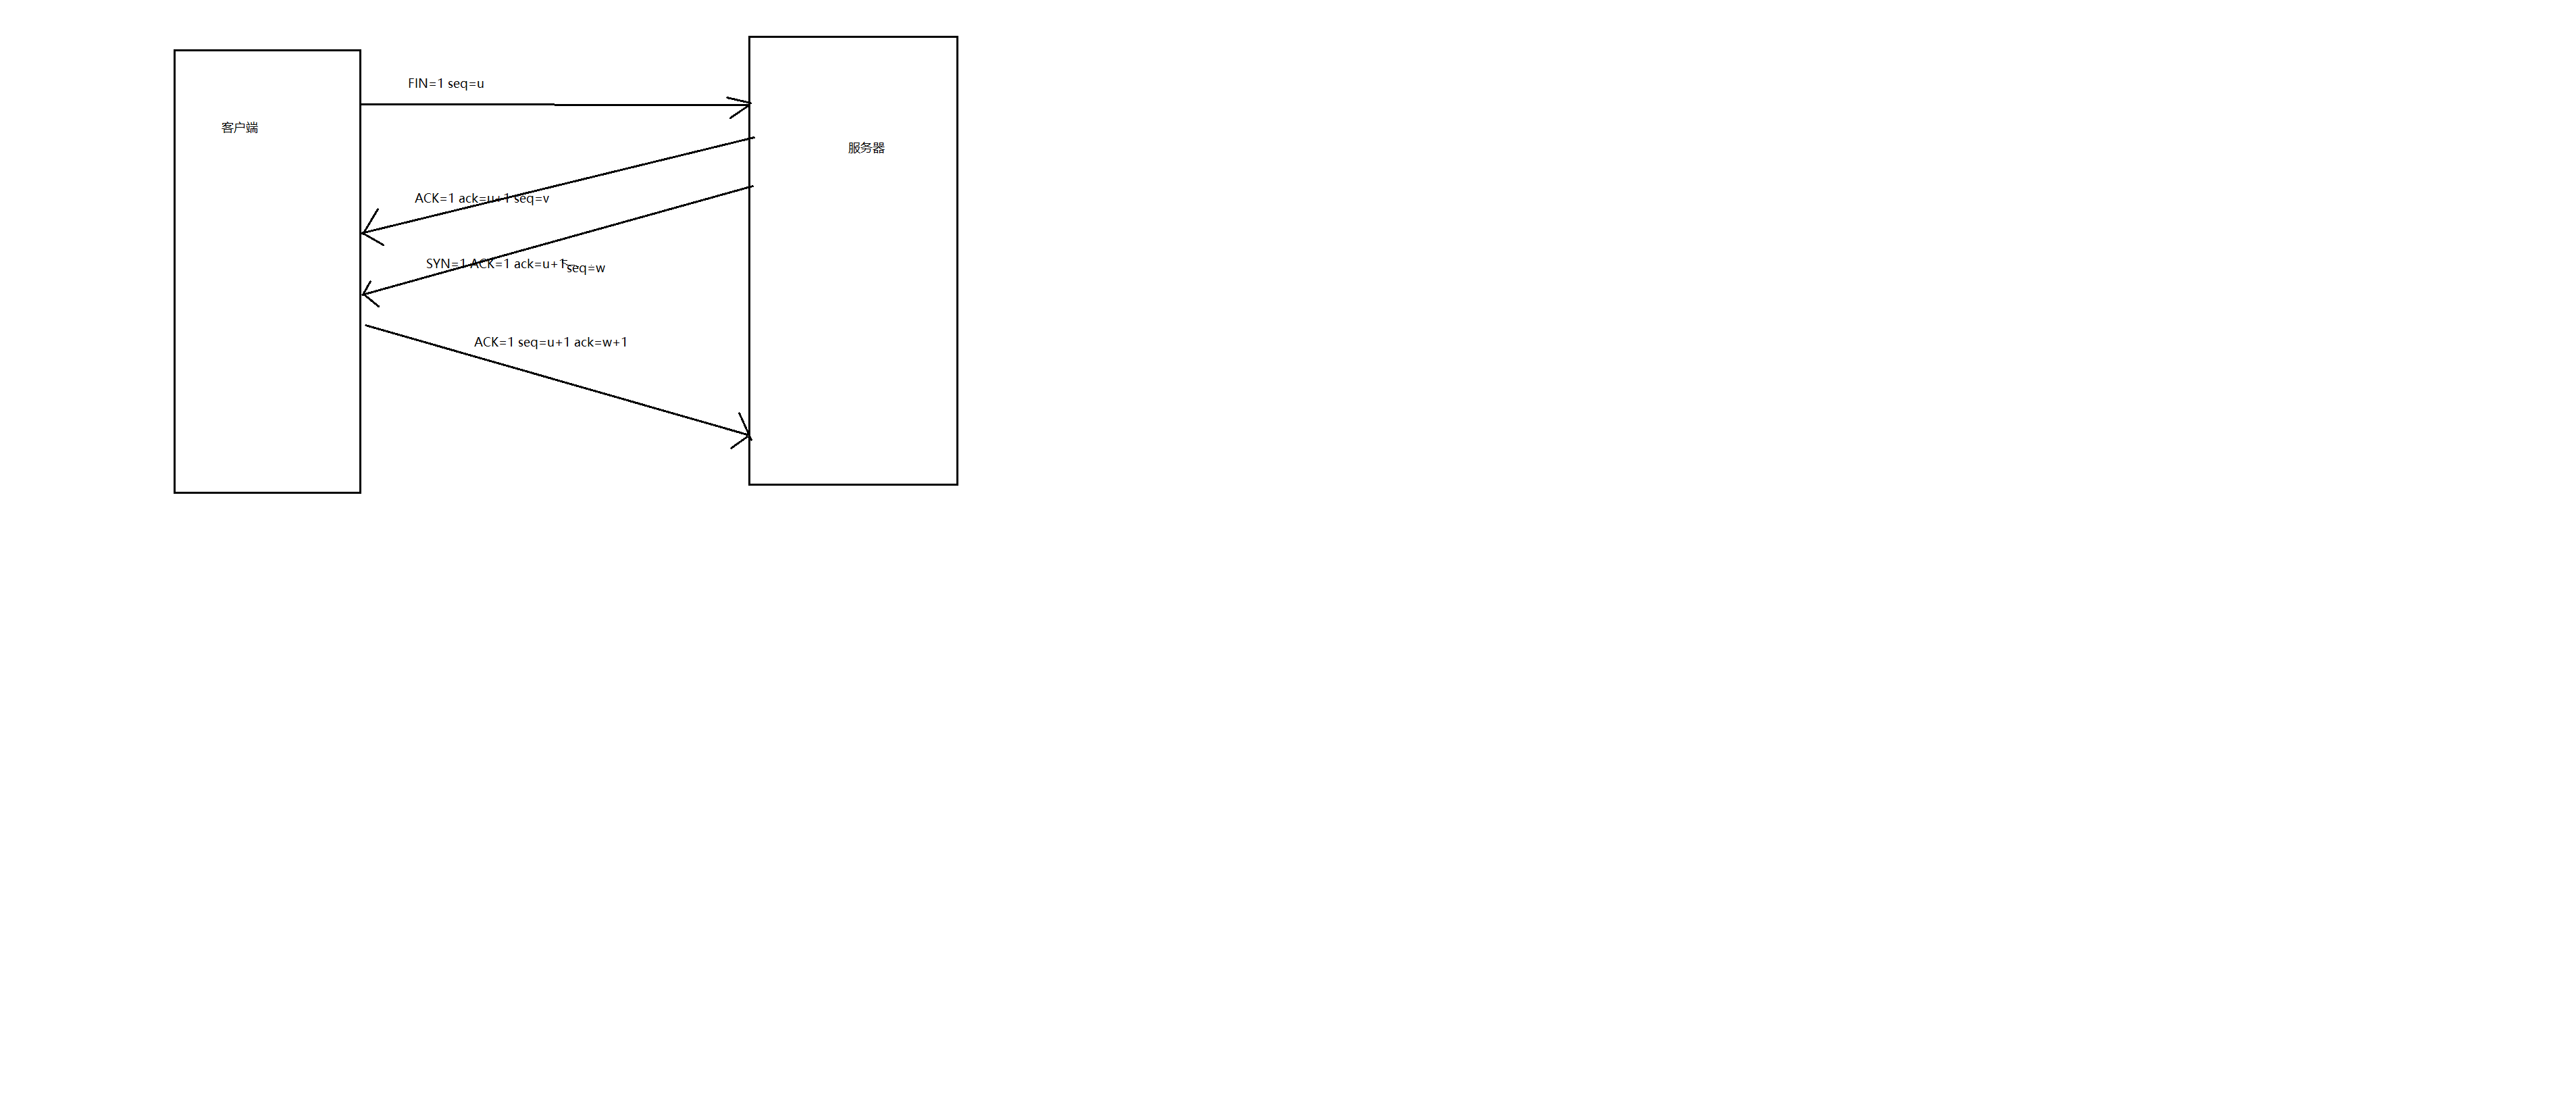 FIN=1 seq=u
客户端
服务器
ACK=1 ack=u+1 seq=v
SYN=1 ACK=1 ack=u+1 seq=w
ACK=1 seq=u+1 ack=w+1